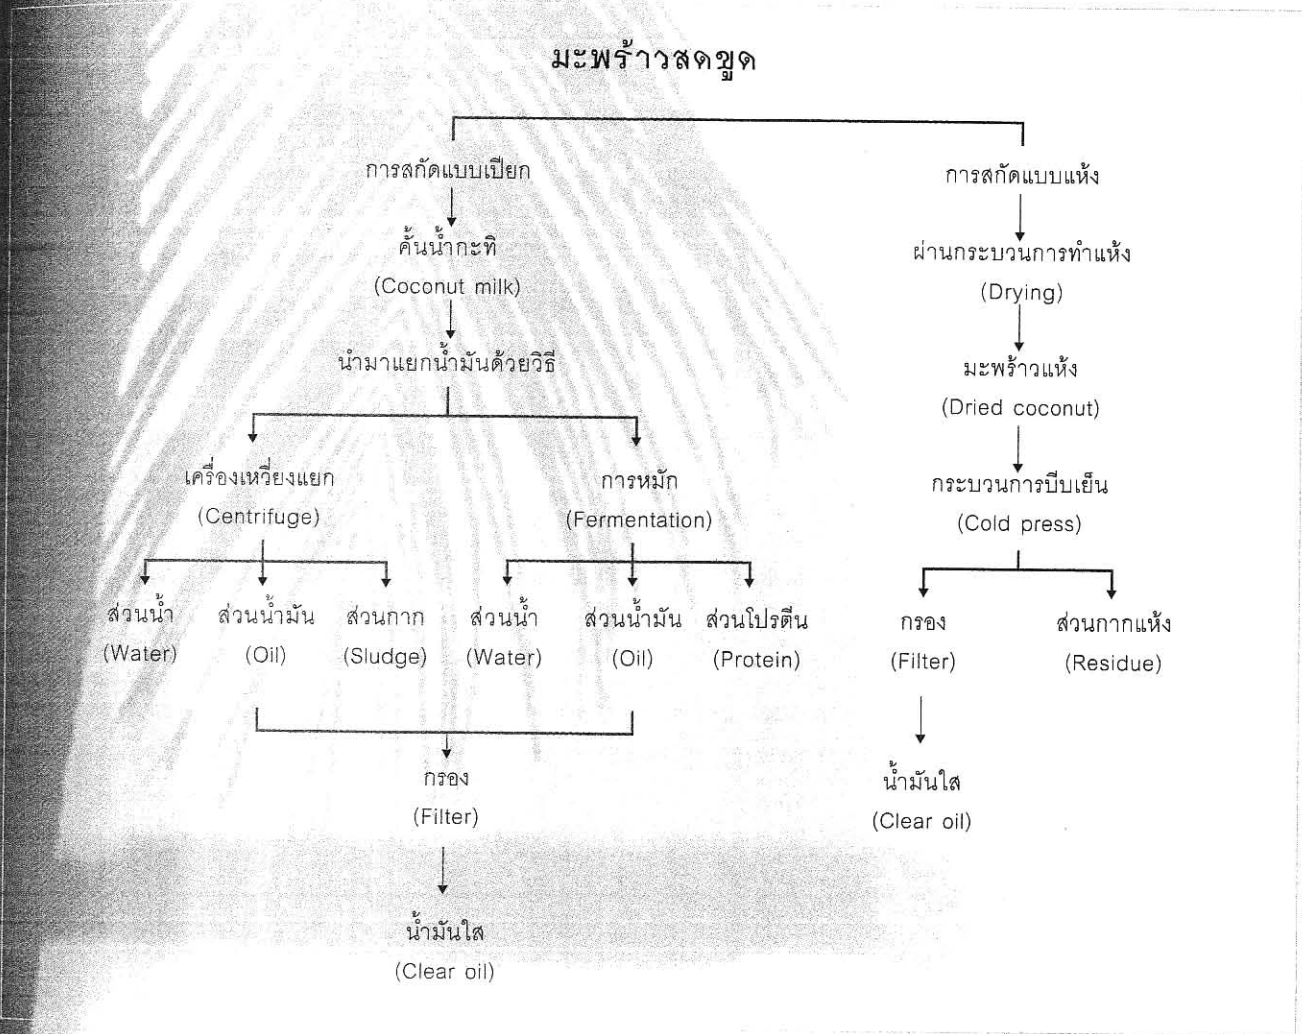 มะพร้าวสดขูด
การสกัดแบบเปียก
คั้นน้ำกะทิ
(Coconut milk)
นำมาแยกน้ำมันด้วยวิธี
เครื่องเหวี่ยงแยก
(Centrifuge)
ส่วนน้ำ
(Water)
ส่วนน้ำมัน
(Oil)
ส่วนกาก
(Sludge)
การหมัก
(Fermentation)
ส่วนน้ำ
(Water)
ส่วนน้ำมัน
(Oil)
ส่วนโปรตีน
(Protein)
กรอง
(Filter)
น้ำมันใส
(Clear oil)
การสกัดแบบแห้ง
ผ่านกระบวนการทำแห้ง
(Drying)
มะพร้าวแห้ง
(Dried coconut)
กระบวนการบีบเย็น
(Cold press)
กรอง
(Filter)
น้ำมันใส
(Clear oil)
ส่วนกากแห้ง
(Residue)